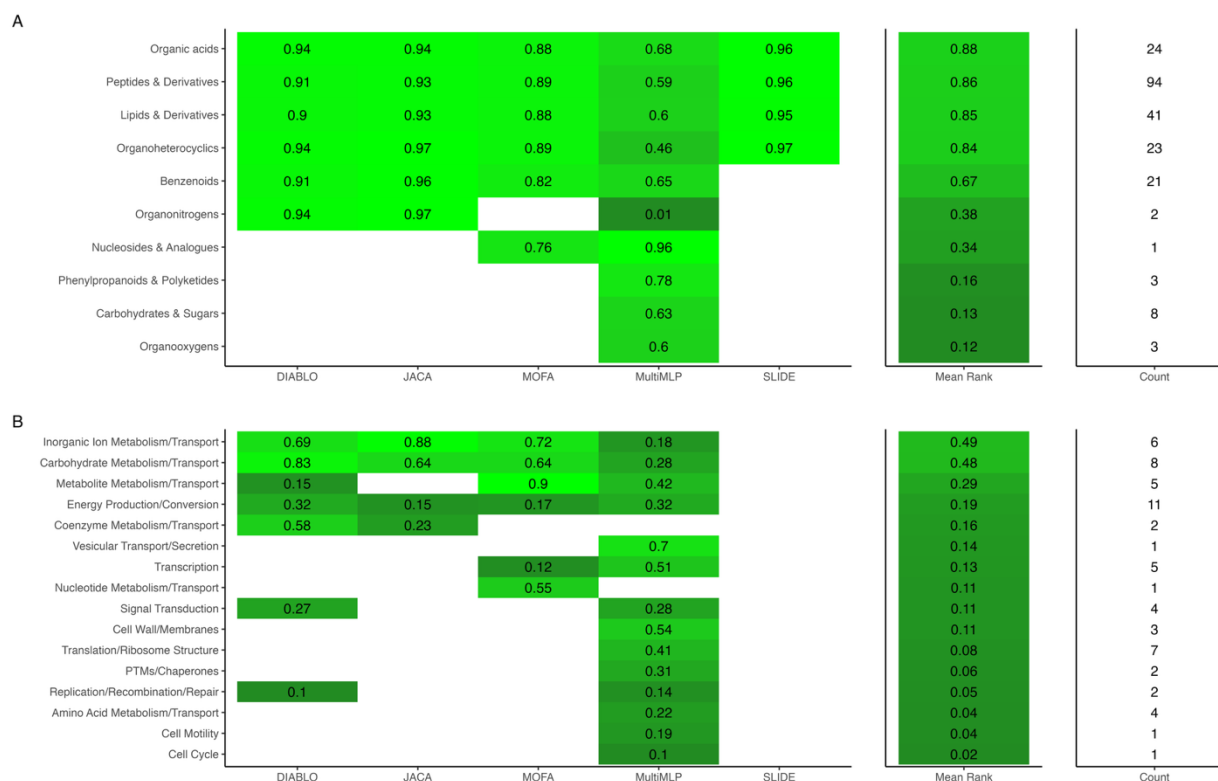 A
Organic acids 0.94 0.94 0.88 0.68 0.96 0.88 24
Peptides & Derivatives 0.91 0.93 0.89 0.59 0.96 0.86 94
Lipids & Derivatives 0.9 0.93 0.88 0.6 0.95 0.85 41
Organoheterocyclics 0.94 0.97 0.89 0.46 0.97 0.84 23
Benzenoids 0.91 0.96 0.82 0.65 0.67 21
Organonitrogens 0.94 0.97 0.01 0.38 2
Nucleosides & Analogues 0.76 0.96 0.34 1
Phenylpropanoids & Polyketides 0.78 0.16 3
Carbohydrates & Sugars 0.63 0.13 8
Organooxygens 0.6 0.12 3
DIABLO JACA MOFA MultiMLP SLIDE Mean Rank Count
B
Inorganic Ion Metabolism/Transport 0.69 0.88 0.72 0.18 0.49 6
Carbohydrate Metabolism/Transport 0.83 0.64 0.64 0.28 0.48 8
Metabolite Metabolism/Transport 0.15 0.9 0.42 0.29 5
Energy Production/Conversion 0.32 0.15 0.17 0.32 0.19 11
Coenzyme Metabolism/Transport 0.58 0.23 0.16 2
Vesicular Transport/Secretion 0.7 0.14 1
Transcription 0.12 0.51 0.13 5
Nucleotide Metabolism/Transport 0.55 0.11 1
Signal Transduction 0.27 0.28 0.11 4
Cell Wall/Membranes 0.54 0.11 3
Translation/Ribosome Structure 0.41 0.08 7
PTMs/Chaperones 0.31 0.06 2
Replication/Recombination/Repair 0.1 0.14 0.05 2
Amino Acid Metabolism/Transport 0.22 0.04 4
Cell Motility 0.19 0.04 1
Cell Cycle 0.1 0.02 1
DIABLO JACA MOFA MultiMLP SLIDE Mean Rank Count